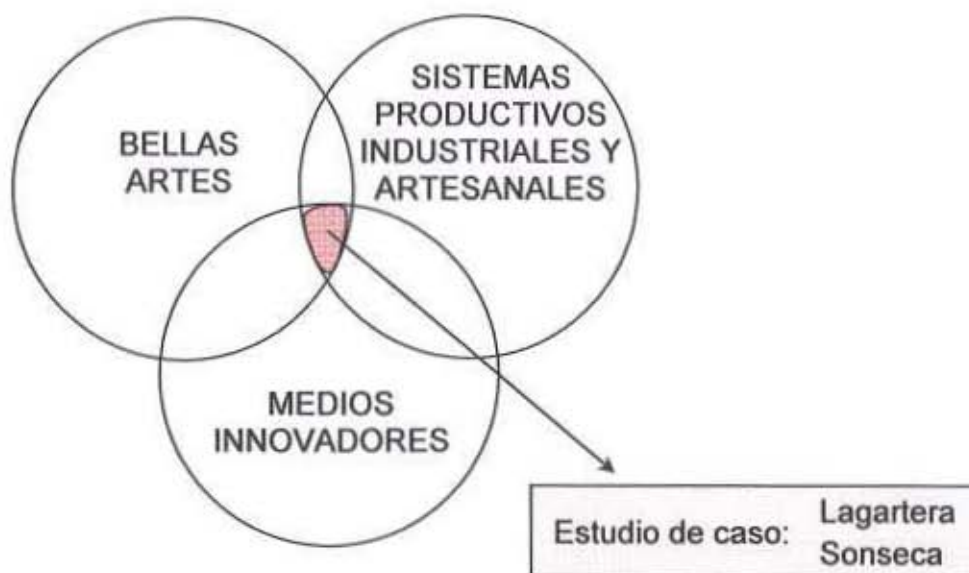 BELLAS
ARTES
SISTEMAS
PRODUCTIVOS
INDUSTRIALES Y
ARTESANALES
MEDIOS
INNOVADORES
Estudio de caso: Lagartera
Sonseca